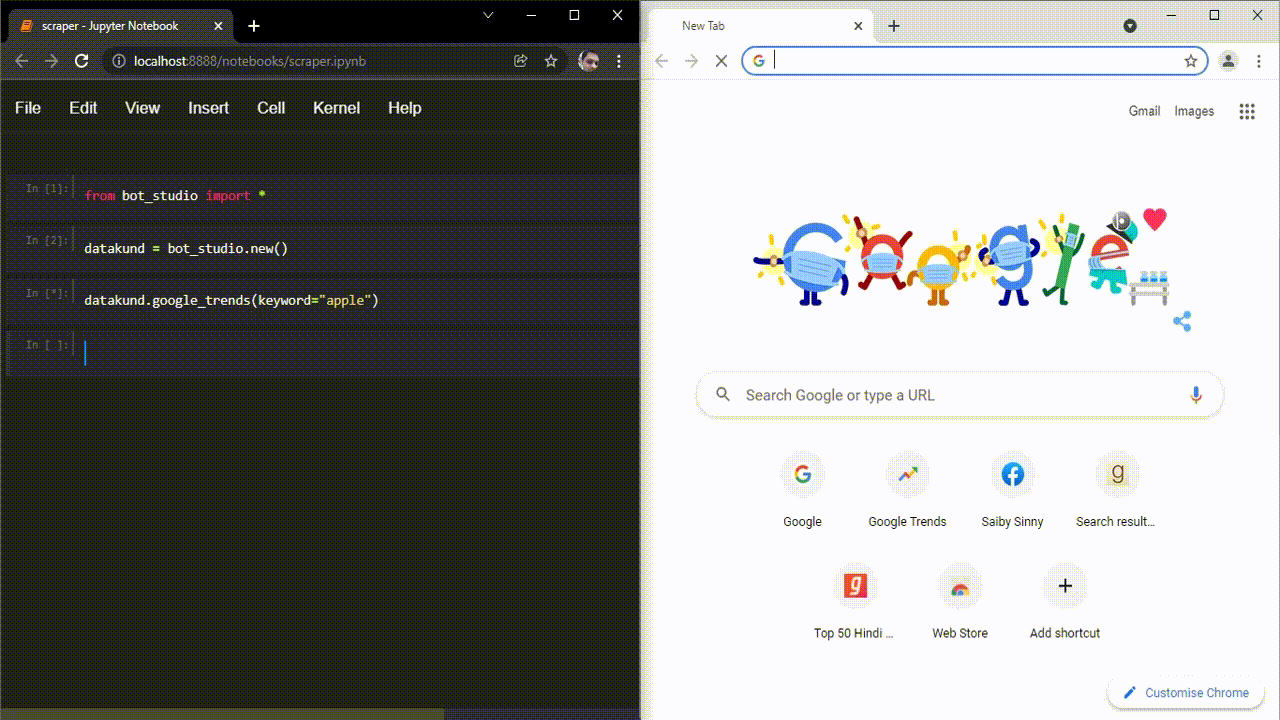 scraper - Jupyter Notebook
localhost:8888/notebooks/scraper.ipynb
File Edit View Insert Cell Kernel Help
In [1]: from bot_studio import *
In [2]: datakund = bot_studio.new()
In [*]: datakund.google_trends(keyword="apple")
In [ ]:
New Tab
Gmail Images
Google
Search Google or type a URL
Google Google Trends Saiby Sinny Search result...
Top 50 Hindi ... Web Store Add shortcut
Customise Chrome